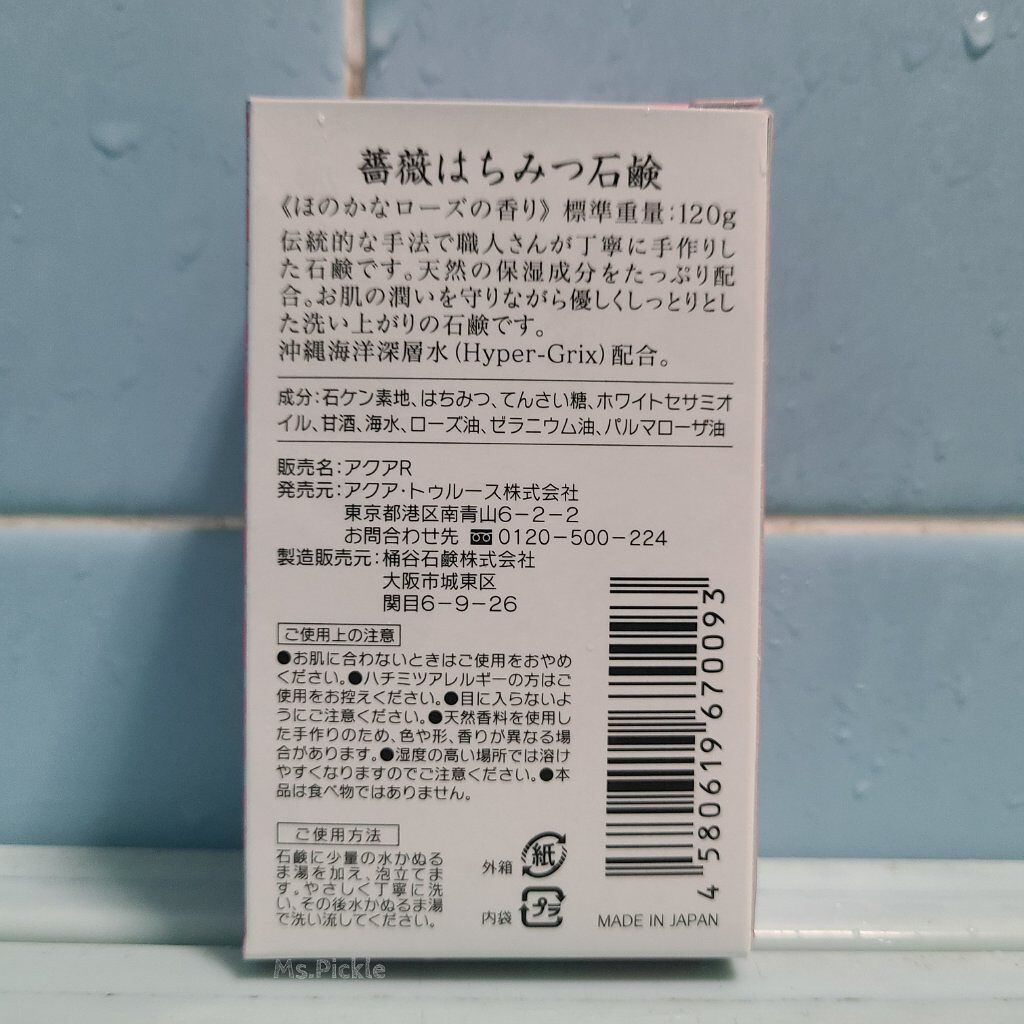 薔薇はちみつ石鹸
《ほのかなローズの香り》標準重量：120g
伝統的な手法で職人さんが丁寧に手作りし
た石鹸です。天然の保湿成分をたっぷり配
合。お肌の潤いを守りながら優しくしっとりとし
た洗い上がりの石鹸です。
沖縄海洋深層水（Hyper-Grix）配合。
成分：石ケン素地、はちみつ、てんさい糖、ホワイトセサミオ
イル、甘酒、海水、ローズ油、ゼラニウム油、パルマローザ油
販売名：アクアR
発売元：アクア・トゥルース株式会社
東京都港区南青山6－2－2
お問合わせ先 0120－500－224
製造販売元：桶谷石鹸株式会社
大阪市城東区
関目6－9－26
ご使用上の注意
●お肌に合わないときはご使用をおやめ
ください。●ハチミツアレルギーの方はご
使用をお控えください。●目に入らないよ
うにご注意ください。●天然香料を使用し
た手作りのため、色や形、香りが異なる場
合があります。●湿度の高い場所では溶け
やすくなりますのでご注意ください。●本
品は食べ物ではありません。
ご使用方法
石鹸に少量の水かぬる
ま湯を加え、泡立てま
す。やさしく丁寧に洗
い、その後水かぬるま湯
で洗い流してください。
外箱 紙
内袋 プラ
4 580619 670093
MADE IN JAPAN
Ms.Pickle